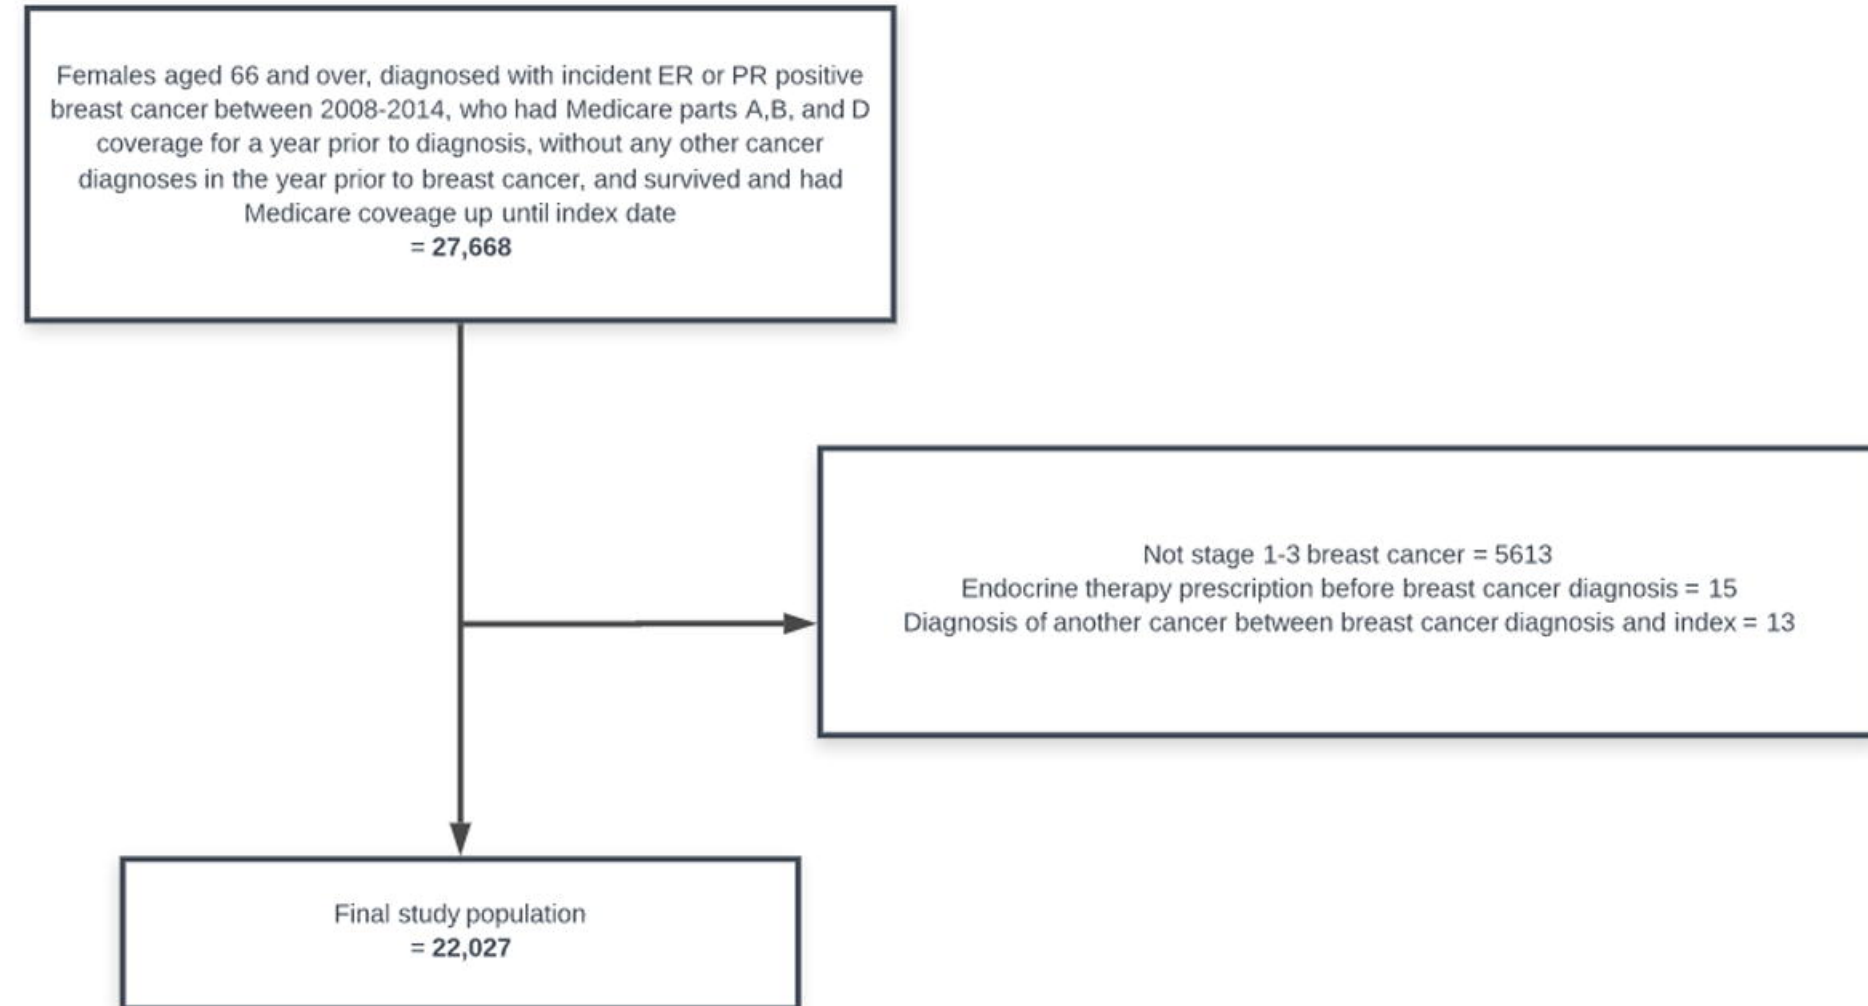 Females aged 66 and over, diagnosed with incident ER or PR positive
breast cancer between 2008-2014, who had Medicare parts A,B, and D
coverage for a year prior to diagnosis, without any other cancer
diagnoses in the year prior to breast cancer, and survived and had
Medicare coveage up until index date
= 27,668
Not stage 1-3 breast cancer = 5613
Endocrine therapy prescription before breast cancer diagnosis = 15
Diagnosis of another cancer between breast cancer diagnosis and index = 13
Final study population
= 22,027